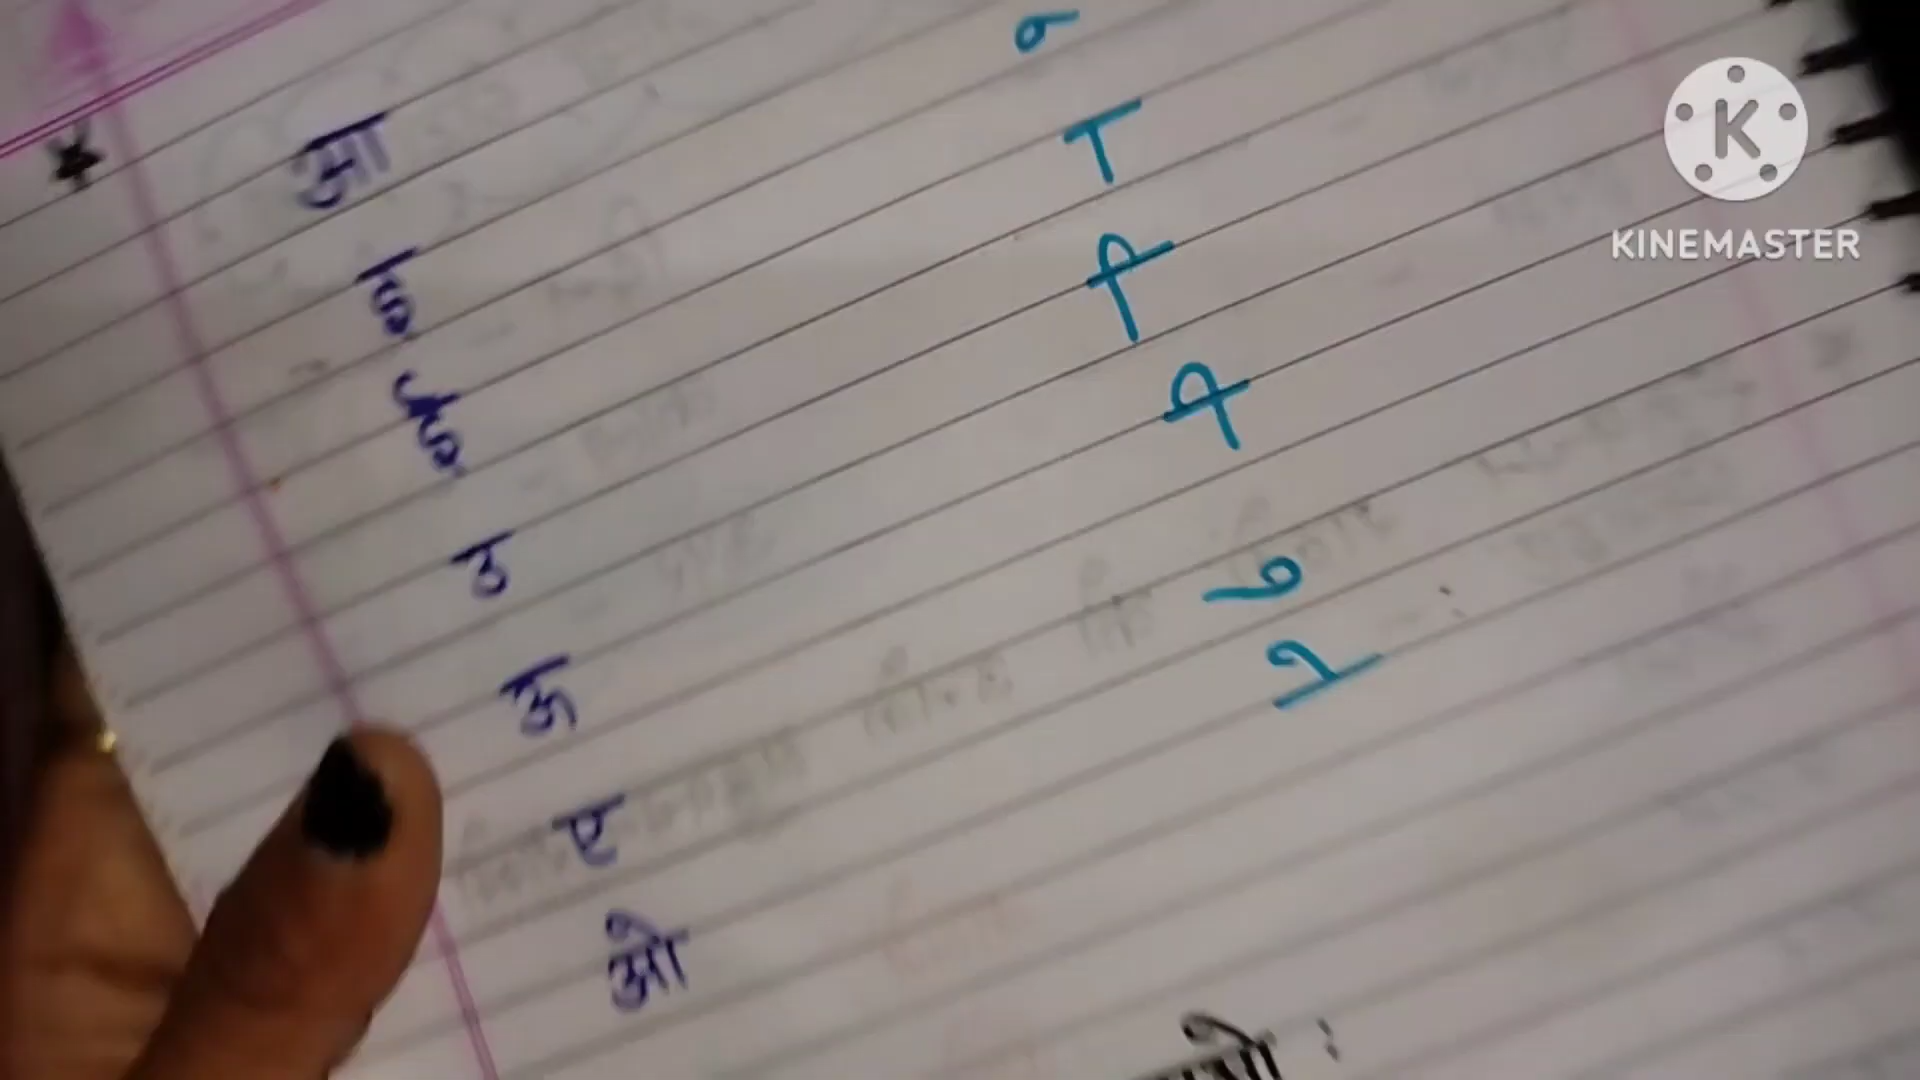 आ ा
इ ि
ई ी
उ ु
ऊ ू
ए े
ओ
KINEMASTER